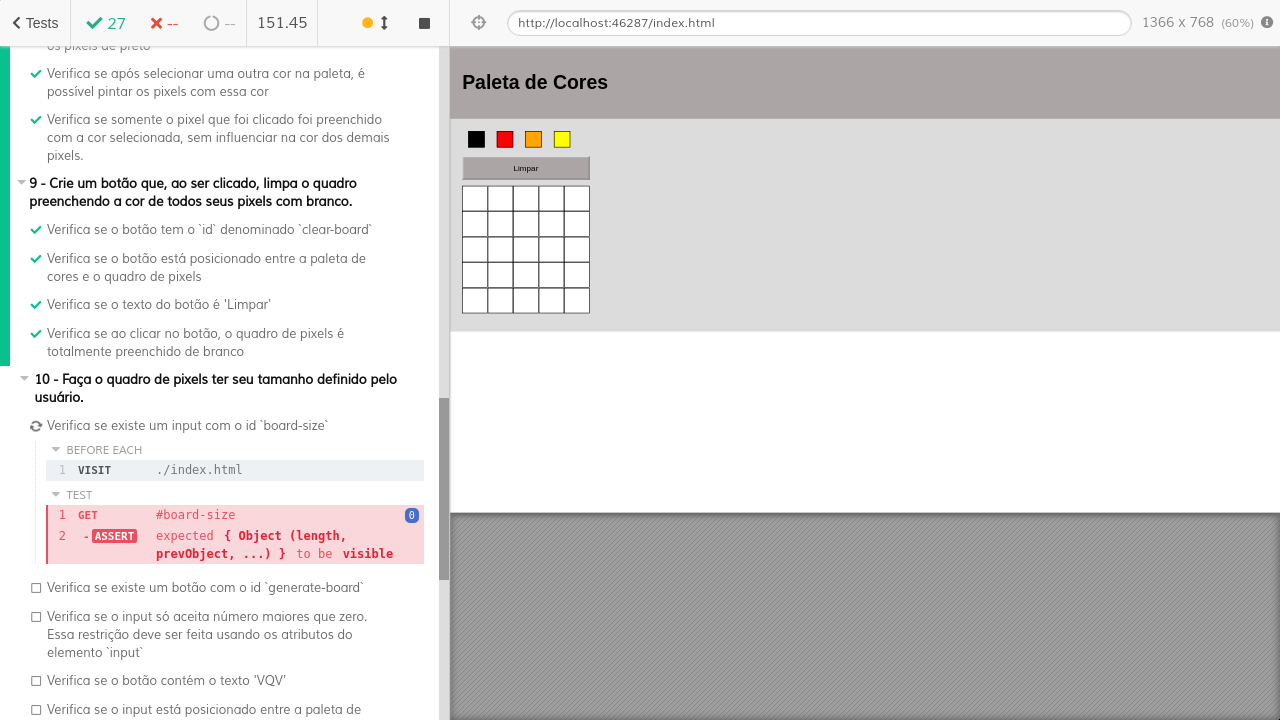 Tests
27
--
--
151.45
http://localhost:46287/index.html
1366 x 768 (60%)
os pixels de preto
Verifica se após selecionar uma outra cor na paleta, é
possível pintar os pixels com essa cor
Verifica se somente o pixel que foi clicado foi preenchido
com a cor selecionada, sem influenciar na cor dos demais
pixels.
9 - Crie um botão que, ao ser clicado, limpa o quadro
preenchendo a cor de todos seus pixels com branco.
Verifica se o botão tem o `id` denominado `clear-board`
Verifica se o botão está posicionado entre a paleta de
cores e o quadro de pixels
Verifica se o texto do botão é 'Limpar'
Verifica se ao clicar no botão, o quadro de pixels é
totalmente preenchido de branco
10 - Faça o quadro de pixels ter seu tamanho definido pelo
usuário.
Verifica se existe um input com o id `board-size`
BEFORE EACH
1 VISIT ./index.html
TEST
1 GET #board-size 0
2 -ASSERT expected { Object (length,
prevObject, ...) } to be visible
Verifica se existe um botão com o id `generate-board`
Verifica se o input só aceita número maiores que zero.
Essa restrição deve ser feita usando os atributos do
elemento `input`
Verifica se o botão contém o texto 'VQV'
Verifica se o input está posicionado entre a paleta de
Paleta de Cores
Limpar